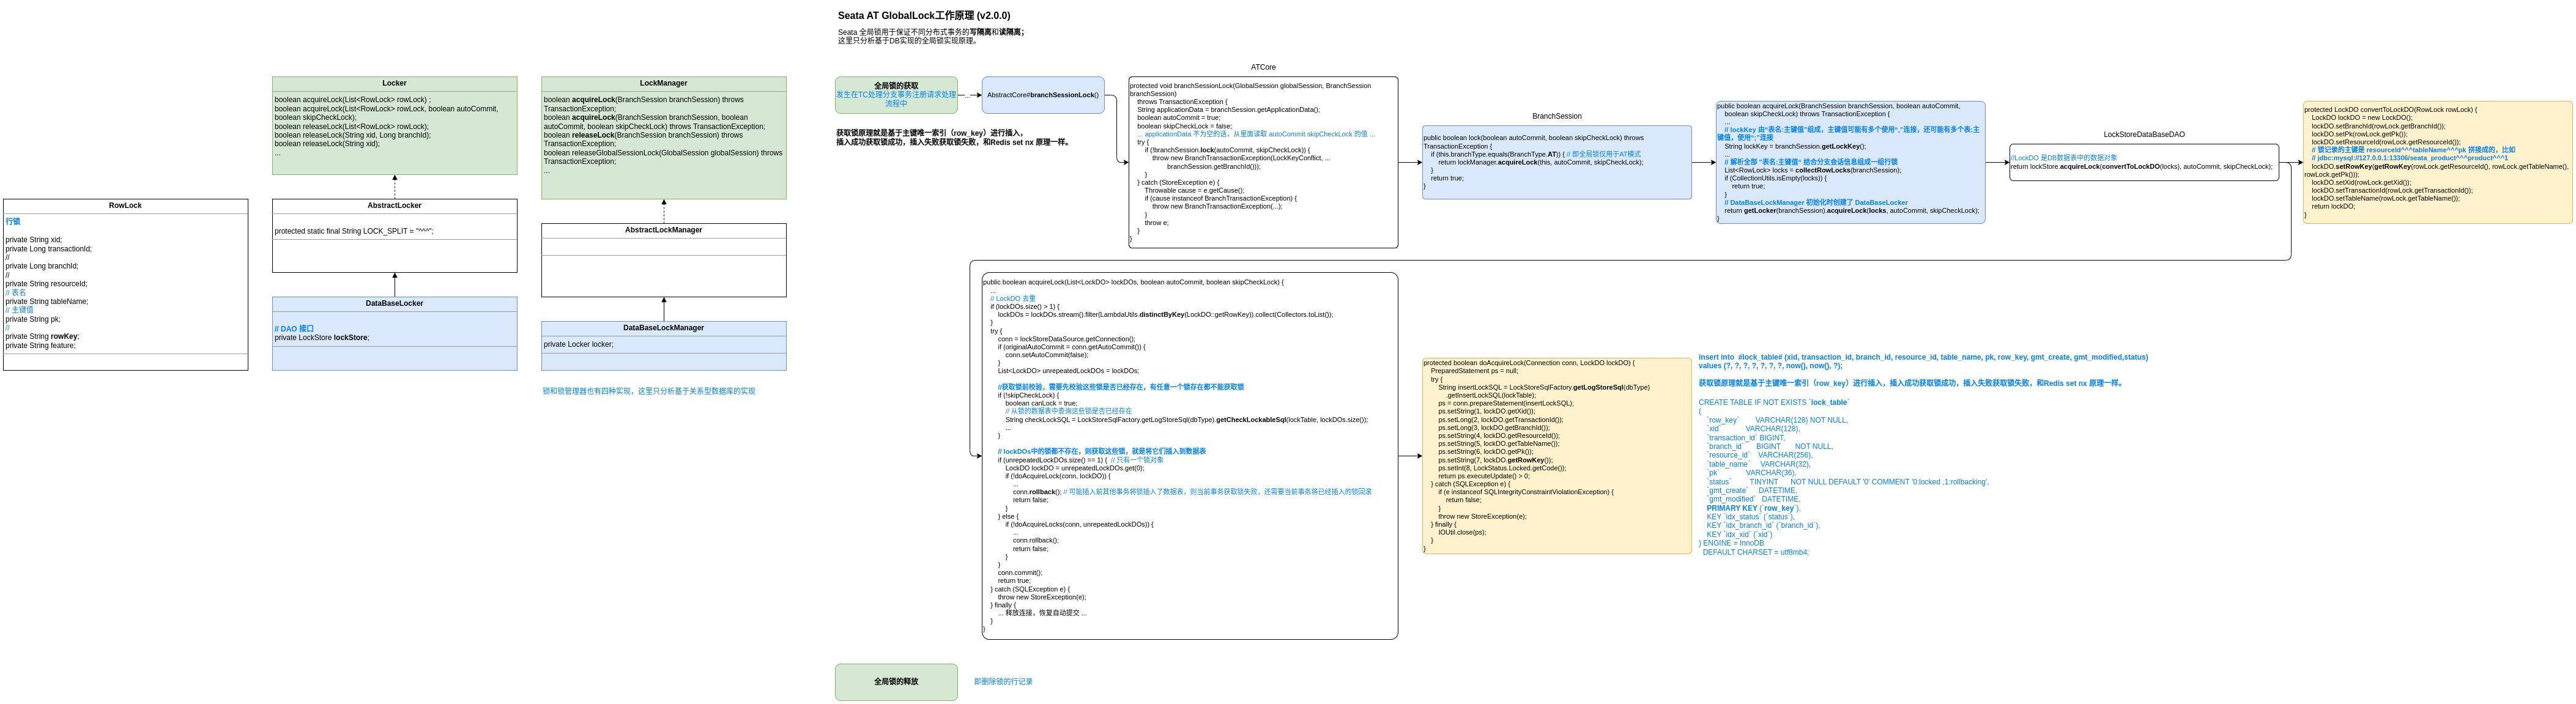 Seata AT GlobalLock工作原理 (v2.0.0)
Seata 全局锁用于保证不同分布式事务的写隔离和读隔离；
这里只分析基于DB实现的全局锁实现原理。
Locker
boolean acquireLock(List<RowLock> rowLock) ;
boolean acquireLock(List<RowLock> rowLock, boolean autoCommit,
boolean skipCheckLock);
boolean releaseLock(List<RowLock> rowLock);
boolean releaseLock(String xid, Long branchId);
boolean releaseLock(String xid);
...
LockManager
boolean acquireLock(BranchSession branchSession) throws
TransactionException;
boolean acquireLock(BranchSession branchSession, boolean
autoCommit, boolean skipCheckLock) throws TransactionException;
boolean releaseLock(BranchSession branchSession) throws
TransactionException;
boolean releaseGlobalSessionLock(GlobalSession globalSession) throws
TransactionException;
...
RowLock
行锁
private String xid;
private Long transactionId;
//
private Long branchId;
//
private String resourceId;
// 表名
private String tableName;
// 主键值
private String pk;
//
private String rowKey;
private String feature;
AbstractLocker
protected static final String LOCK_SPLIT = "^^^";
DataBaseLocker
// DAO 接口
private LockStore lockStore;
AbstractLockManager
DataBaseLockManager
private Locker locker;
锁和锁管理器也有四种实现，这里只分析基于关系型数据库的实现
全局锁的获取
发生在TC处理分支事务注册请求处理
流程中
...
AbstractCore#branchSessionLock()
获取锁原理就是基于主键唯一索引（row_key）进行插入，
插入成功获取锁成功，插入失败获取锁失败，和Redis set nx 原理一样。
ATCore
protected void branchSessionLock(GlobalSession globalSession, BranchSession
branchSession)
throws TransactionException {
String applicationData = branchSession.getApplicationData();
boolean autoCommit = true;
boolean skipCheckLock = false;
... applicationData 不为空的话，从里面读取 autoCommit skipCheckLock 的值 ...
try {
if (!branchSession.lock(autoCommit, skipCheckLock)) {
throw new BranchTransactionException(LockKeyConflict, ...
branchSession.getBranchId()));
}
} catch (StoreException e) {
Throwable cause = e.getCause();
if (cause instanceof BranchTransactionException) {
throw new BranchTransactionException(...);
}
throw e;
}
}
BranchSession
public boolean lock(boolean autoCommit, boolean skipCheckLock) throws
TransactionException {
if (this.branchType.equals(BranchType.AT)) { // 即全局锁仅用于AT模式
return lockManager.acquireLock(this, autoCommit, skipCheckLock);
}
return true;
}
public boolean acquireLock(BranchSession branchSession, boolean autoCommit,
boolean skipCheckLock) throws TransactionException {
...
// lockKey 由"表名:主键值"组成，主键值可能有多个使用","连接，还可能有多个表:主
键值，使用";"连接
String lockKey = branchSession.getLockKey();
...
// 解析全部 "表名:主键值" 结合分支会话信息组成一组行锁
List<RowLock> locks = collectRowLocks(branchSession);
if (CollectionUtils.isEmpty(locks)) {
return true;
}
// DataBaseLockManager 初始化时创建了 DataBaseLocker
return getLocker(branchSession).acquireLock(locks, autoCommit, skipCheckLock);
}
LockStoreDataBaseDAO
//LockDO 是DB数据表中的数据对象
return lockStore.acquireLock(convertToLockDO(locks), autoCommit, skipCheckLock);
protected LockDO convertToLockDO(RowLock rowLock) {
LockDO lockDO = new LockDO();
lockDO.setBranchId(rowLock.getBranchId());
lockDO.setPk(rowLock.getPk());
lockDO.setResourceId(rowLock.getResourceId());
// 锁记录的主键是 resourceId^^^tableName^^^pk 拼接成的，比如
// jdbc:mysql://127.0.0.1:13306/seata_product^^^product^^^1
lockDO.setRowKey(getRowKey(rowLock.getResourceId(), rowLock.getTableName(),
rowLock.getPk()));
lockDO.setXid(rowLock.getXid());
lockDO.setTransactionId(rowLock.getTransactionId());
lockDO.setTableName(rowLock.getTableName());
return lockDO;
}
public boolean acquireLock(List<LockDO> lockDOs, boolean autoCommit, boolean skipCheckLock) {
...
// LockDO 去重
if (lockDOs.size() > 1) {
lockDOs = lockDOs.stream().filter(LambdaUtils.distinctByKey(LockDO::getRowKey)).collect(Collectors.toList());
}
try {
conn = lockStoreDataSource.getConnection();
if (originalAutoCommit = conn.getAutoCommit()) {
conn.setAutoCommit(false);
}
List<LockDO> unrepeatedLockDOs = lockDOs;
//获取锁前校验，需要先校验这些锁是否已经存在，有任意一个锁存在都不能获取锁
if (!skipCheckLock) {
boolean canLock = true;
// 从锁的数据表中查询这些锁是否已经存在
String checkLockSQL = LockStoreSqlFactory.getLogStoreSql(dbType).getCheckLockableSql(lockTable, lockDOs.size());
...
}
// lockDOs中的锁都不存在，则获取这些锁，就是将它们插入到数据表
if (unrepeatedLockDOs.size() == 1) { // 只有一个锁对象
LockDO lockDO = unrepeatedLockDOs.get(0);
if (!doAcquireLock(conn, lockDO)) {
...
conn.rollback(); // 可能插入前其他事务将锁插入了数据表，则当前事务获取锁失败，还需要当前事务将已经插入的锁回滚
return false;
}
} else {
if (!doAcquireLocks(conn, unrepeatedLockDOs)) {
...
conn.rollback();
return false;
}
}
conn.commit();
return true;
} catch (SQLException e) {
throw new StoreException(e);
} finally {
... 释放连接，恢复自动提交 ...
}
}
protected boolean doAcquireLock(Connection conn, LockDO lockDO) {
PreparedStatement ps = null;
try {
String insertLockSQL = LockStoreSqlFactory.getLogStoreSql(dbType)
.getInsertLockSQL(lockTable);
ps = conn.prepareStatement(insertLockSQL);
ps.setString(1, lockDO.getXid());
ps.setLong(2, lockDO.getTransactionId());
ps.setLong(3, lockDO.getBranchId());
ps.setString(4, lockDO.getResourceId());
ps.setString(5, lockDO.getTableName());
ps.setString(6, lockDO.getPk());
ps.setString(7, lockDO.getRowKey());
ps.setInt(8, LockStatus.Locked.getCode());
return ps.executeUpdate() > 0;
} catch (SQLException e) {
if (e instanceof SQLIntegrityConstraintViolationException) {
return false;
}
throw new StoreException(e);
} finally {
IOUtil.close(ps);
}
}
insert into #lock_table# (xid, transaction_id, branch_id, resource_id, table_name, pk, row_key, gmt_create, gmt_modified,status)
values (?, ?, ?, ?, ?, ?, ?, now(), now(), ?);
获取锁原理就是基于主键唯一索引（row_key）进行插入，插入成功获取锁成功，插入失败获取锁失败，和Redis set nx 原理一样。
CREATE TABLE IF NOT EXISTS `lock_table`
(
`row_key` VARCHAR(128) NOT NULL,
`xid` VARCHAR(128),
`transaction_id` BIGINT,
`branch_id` BIGINT NOT NULL,
`resource_id` VARCHAR(256),
`table_name` VARCHAR(32),
`pk` VARCHAR(36),
`status` TINYINT NOT NULL DEFAULT '0' COMMENT '0:locked ,1:rollbacking',
`gmt_create` DATETIME,
`gmt_modified` DATETIME,
PRIMARY KEY (`row_key`),
KEY `idx_status` (`status`),
KEY `idx_branch_id` (`branch_id`),
KEY `idx_xid` (`xid`)
) ENGINE = InnoDB
DEFAULT CHARSET = utf8mb4;
全局锁的释放
即删除锁的行记录